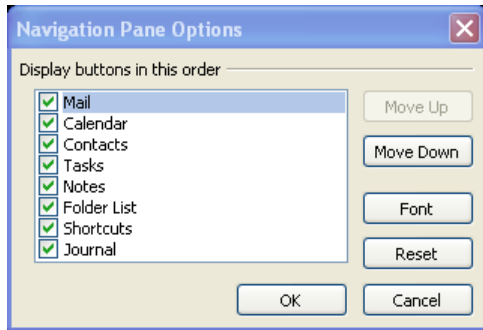 Navigation Pane Options
Display buttons in this order
Mail
Calendar
Contacts
Tasks
Notes
Folder List
Shortcuts
Journal
Move Up
Move Down
Font
Reset
OK
Cancel